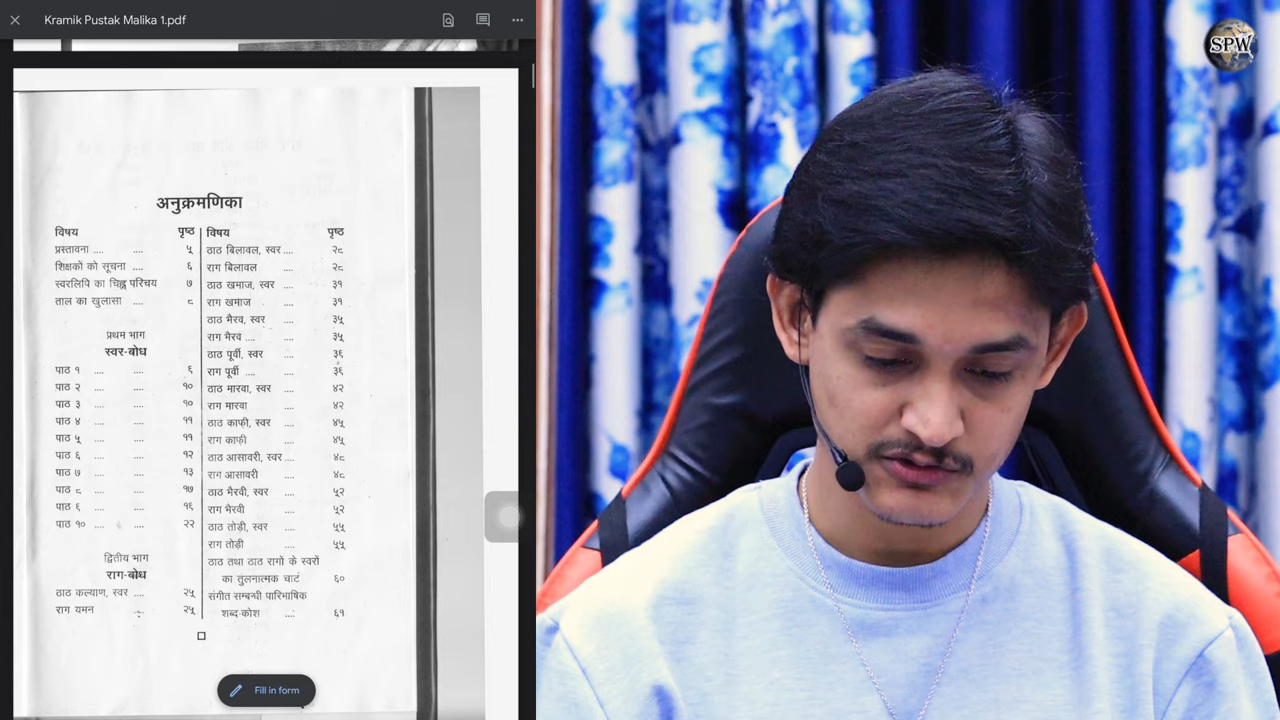 Kramik Pustak Malika 1.pdf
SPW
अनुक्रमणिका
विषय पृष्ठ
प्रस्तावना .... .... ५
शिक्षकों को सूचना .... ६
स्वरलिपि का चिह्न परिचय ७
ताल का खुलासा .... ८
प्रथम भाग
स्वर-बोध
पाठ १ .... .... ६
पाठ २ .... .... १०
पाठ ३ .... .... १०
पाठ ४ .... .... ११
पाठ ५ .... .... ११
पाठ ६ .... .... १२
पाठ ७ .... .... १३
पाठ ८ .... .... १७
पाठ ६ .... .... १६
पाठ १० .... .... २२
द्वितीय भाग
राग-बोध
ठाठ कल्याण, स्वर .... २५
राग यमन २५
विषय पृष्ठ
ठाठ बिलावल, स्वर .... २८
राग बिलावल .... २८
ठाठ खमाज, स्वर .... ३१
राग खमाज .... ३१
ठाठ भैरव, स्वर .... ३५
राग भैरव .... .... ३५
ठाठ पूर्वी, स्वर .... ३६
राग पूर्वी .... .... ३६
ठाठ मारवा, स्वर .... ४२
राग मारवा .... ४२
ठाठ काफी, स्वर .... ४५
राग काफी .... ४५
ठाठ आसावरी, स्वर .... ४८
राग आसावरी .... ४८
ठाठ भैरवी, स्वर .... ५२
राग भैरवी .... ५२
ठाठ तोड़ी, स्वर .... ५५
राग तोड़ी .... ५५
ठाठ तथा ठाठ रागों के स्वरों
का तुलनात्मक चार्ट ६०
संगीत सम्बन्धी पारिभाषिक
शब्द-कोश .... ६१
Fill in form